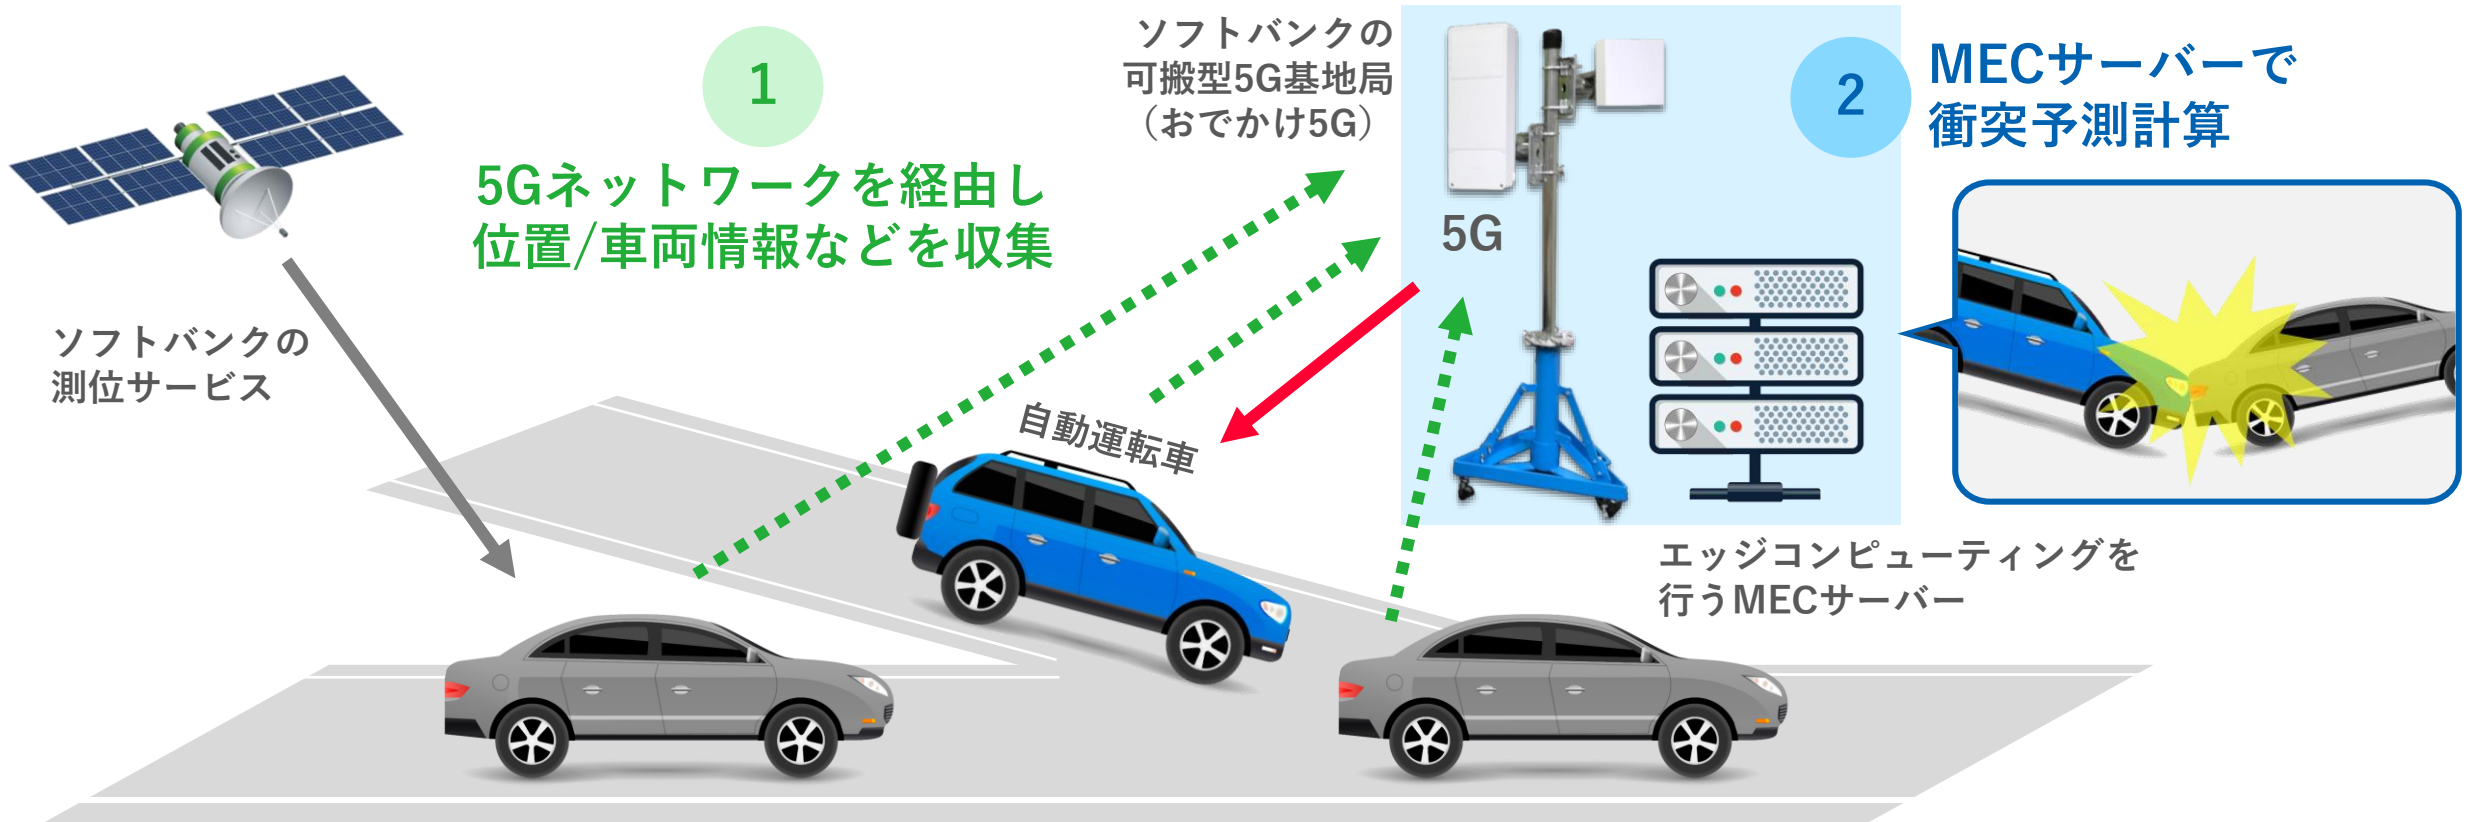 1
5Gネットワークを経由し
位置/車両情報などを収集
ソフトバンクの
可搬型5G基地局
（おでかけ5G）
5G
2
MECサーバーで
衝突予測計算
ソフトバンクの
測位サービス
自動運転車
エッジコンピューティングを
行うMECサーバー